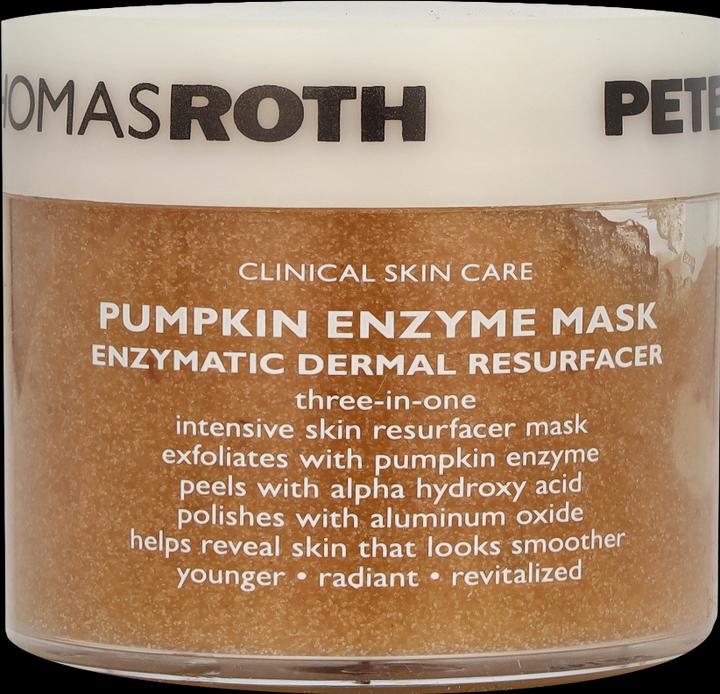 HOMASROTH PETE
CLINICAL SKIN CARE
PUMPKIN ENZYME MASK
ENZYMATIC DERMAL RESURFACER
three-in-one
intensive skin resurfacer mask
exfoliates with pumpkin enzyme
peels with alpha hydroxy acid
polishes with aluminum oxide
helps reveal skin that looks smoother
younger • radiant • revitalized